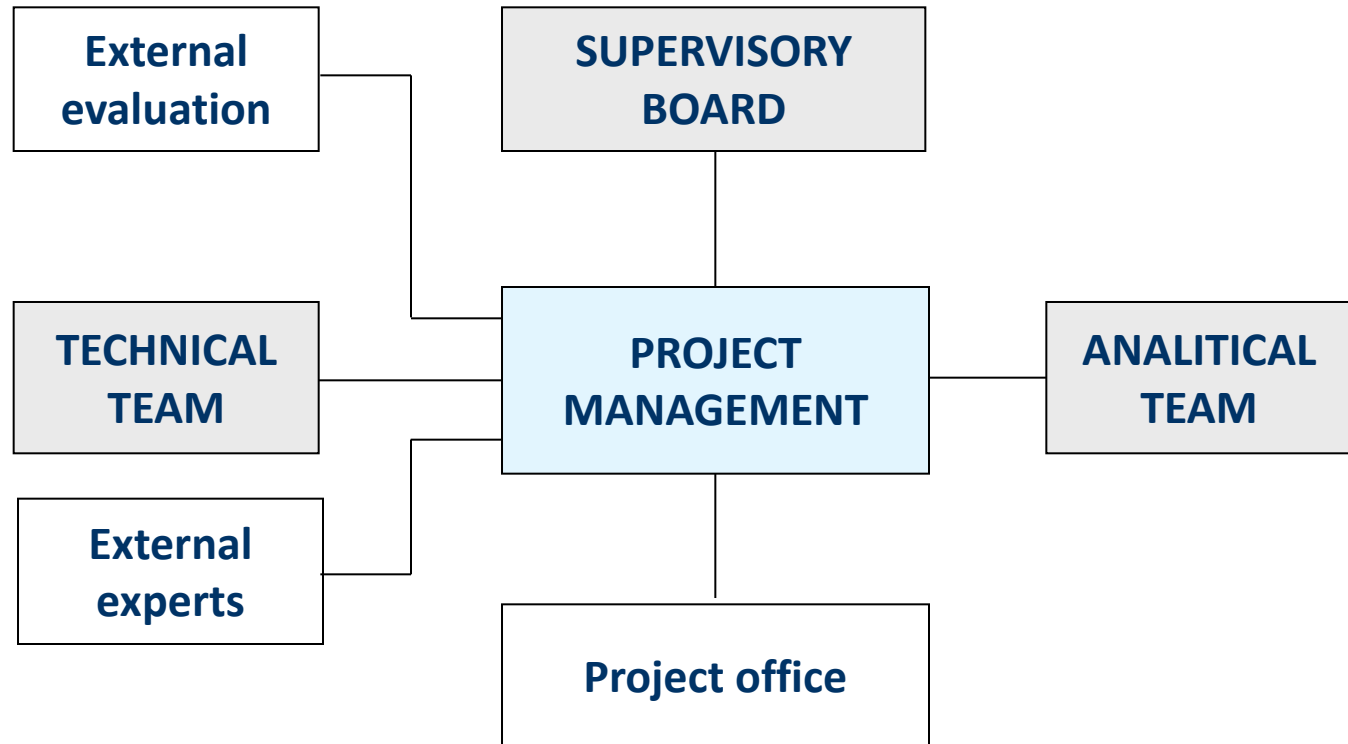 External
evaluation
SUPERVISORY
BOARD
TECHNICAL
TEAM
PROJECT
MANAGEMENT
ANALITICAL
TEAM
External
experts
Project office